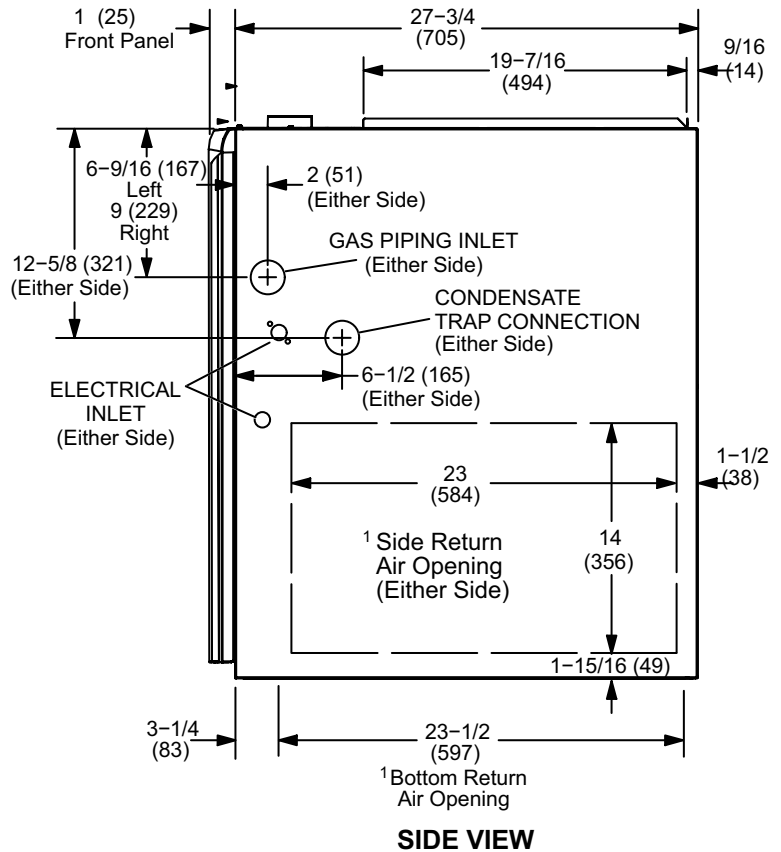 1 (25)
Front Panel
27−3/4
(705)
19−7/16
(494)
9/16
(14)
6−9/16 (167)
Left
9 (229)
Right
2 (51)
(Either Side)
12−5/8 (321)
(Either Side)
GAS PIPING INLET
(Either Side)
CONDENSATE
TRAP CONNECTION
(Either Side)
6−1/2 (165)
(Either Side)
ELECTRICAL
INLET
(Either Side)
23
(584)
1−1/2
(38)
14
(356)
1 Side Return
Air Opening
(Either Side)
1−15/16 (49)
3−1/4
(83)
23−1/2
(597)
1 Bottom Return
Air Opening
SIDE VIEW